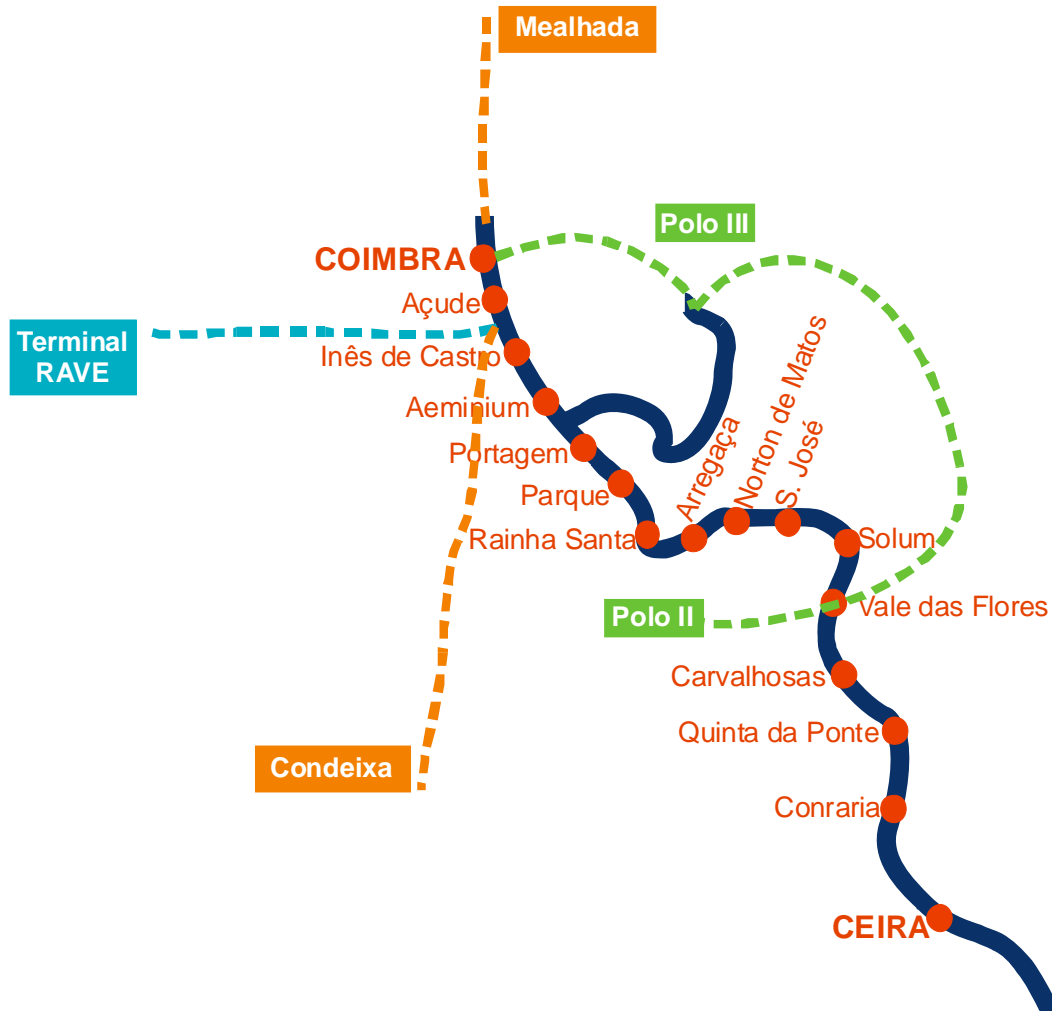 Mealhada
Polo III
COIMBRA
Açude
Terminal
RAVE
Inês de Castro
Aeminium
Portagem
Parque
Rainha Santa
Arregaça
Norton de Matos
S. José
Solum
Vale das Flores
Polo II
Carvalhosas
Quinta da Ponte
Condeixa
Conraria
CEIRA